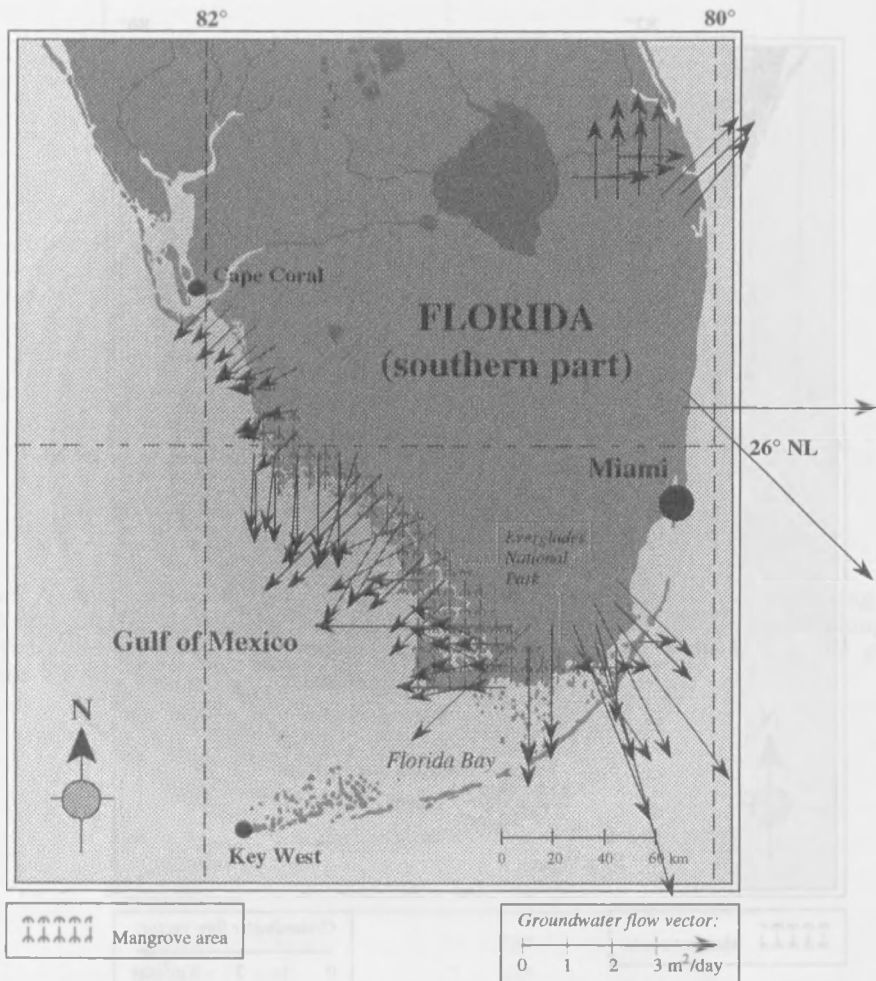 82°
80°
Cape Coral
FLORIDA
(southern part)
26° NL
Miami
Everglades
National
Park
Gulf of Mexico
N
Florida Bay
Key West
0 20 40 60 km
Mangrove area
Groundwater flow vector:
0 1 2 3 m²/day